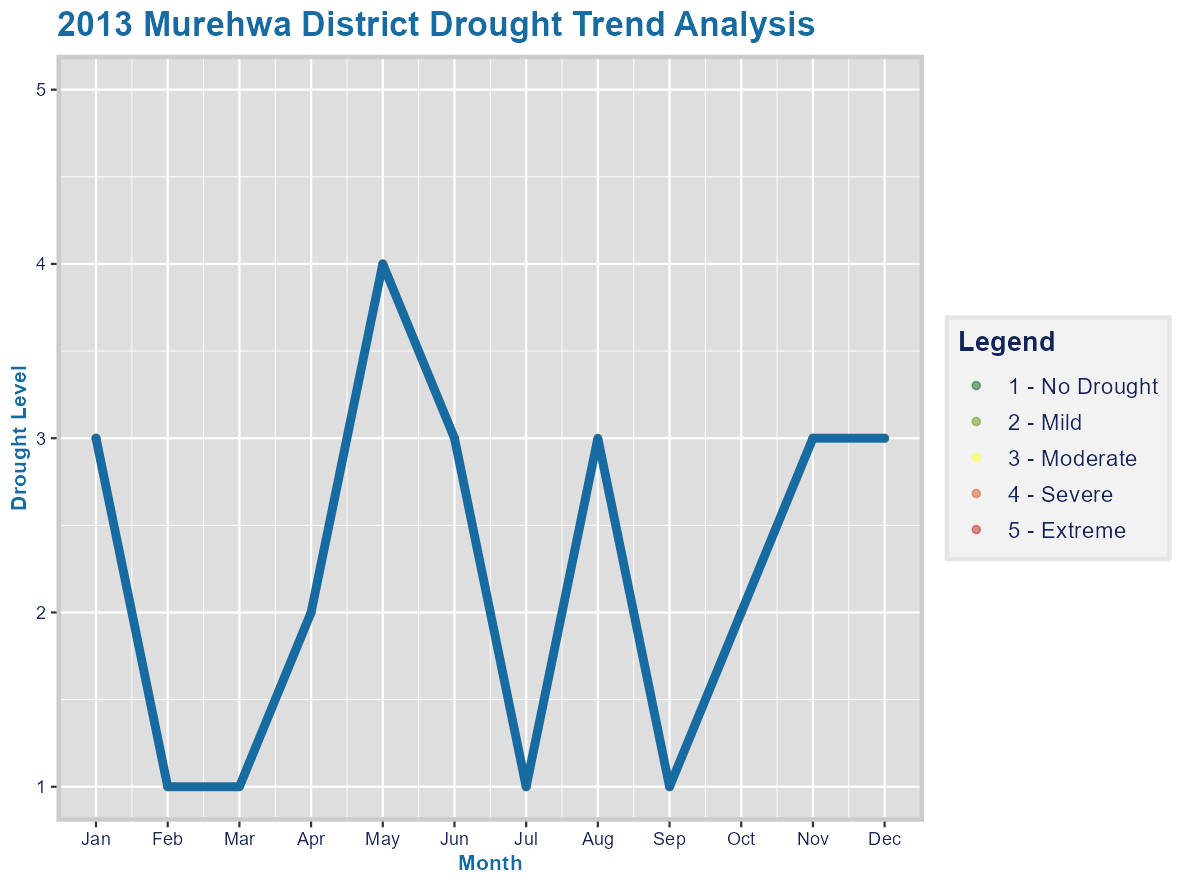 2013 Murehwa District Drought Trend Analysis
Drought Level
5
4
3
2
1
Jan Feb Mar Apr May Jun Jul Aug Sep Oct Nov Dec
Month
Legend
1 - No Drought
2 - Mild
3 - Moderate
4 - Severe
5 - Extreme